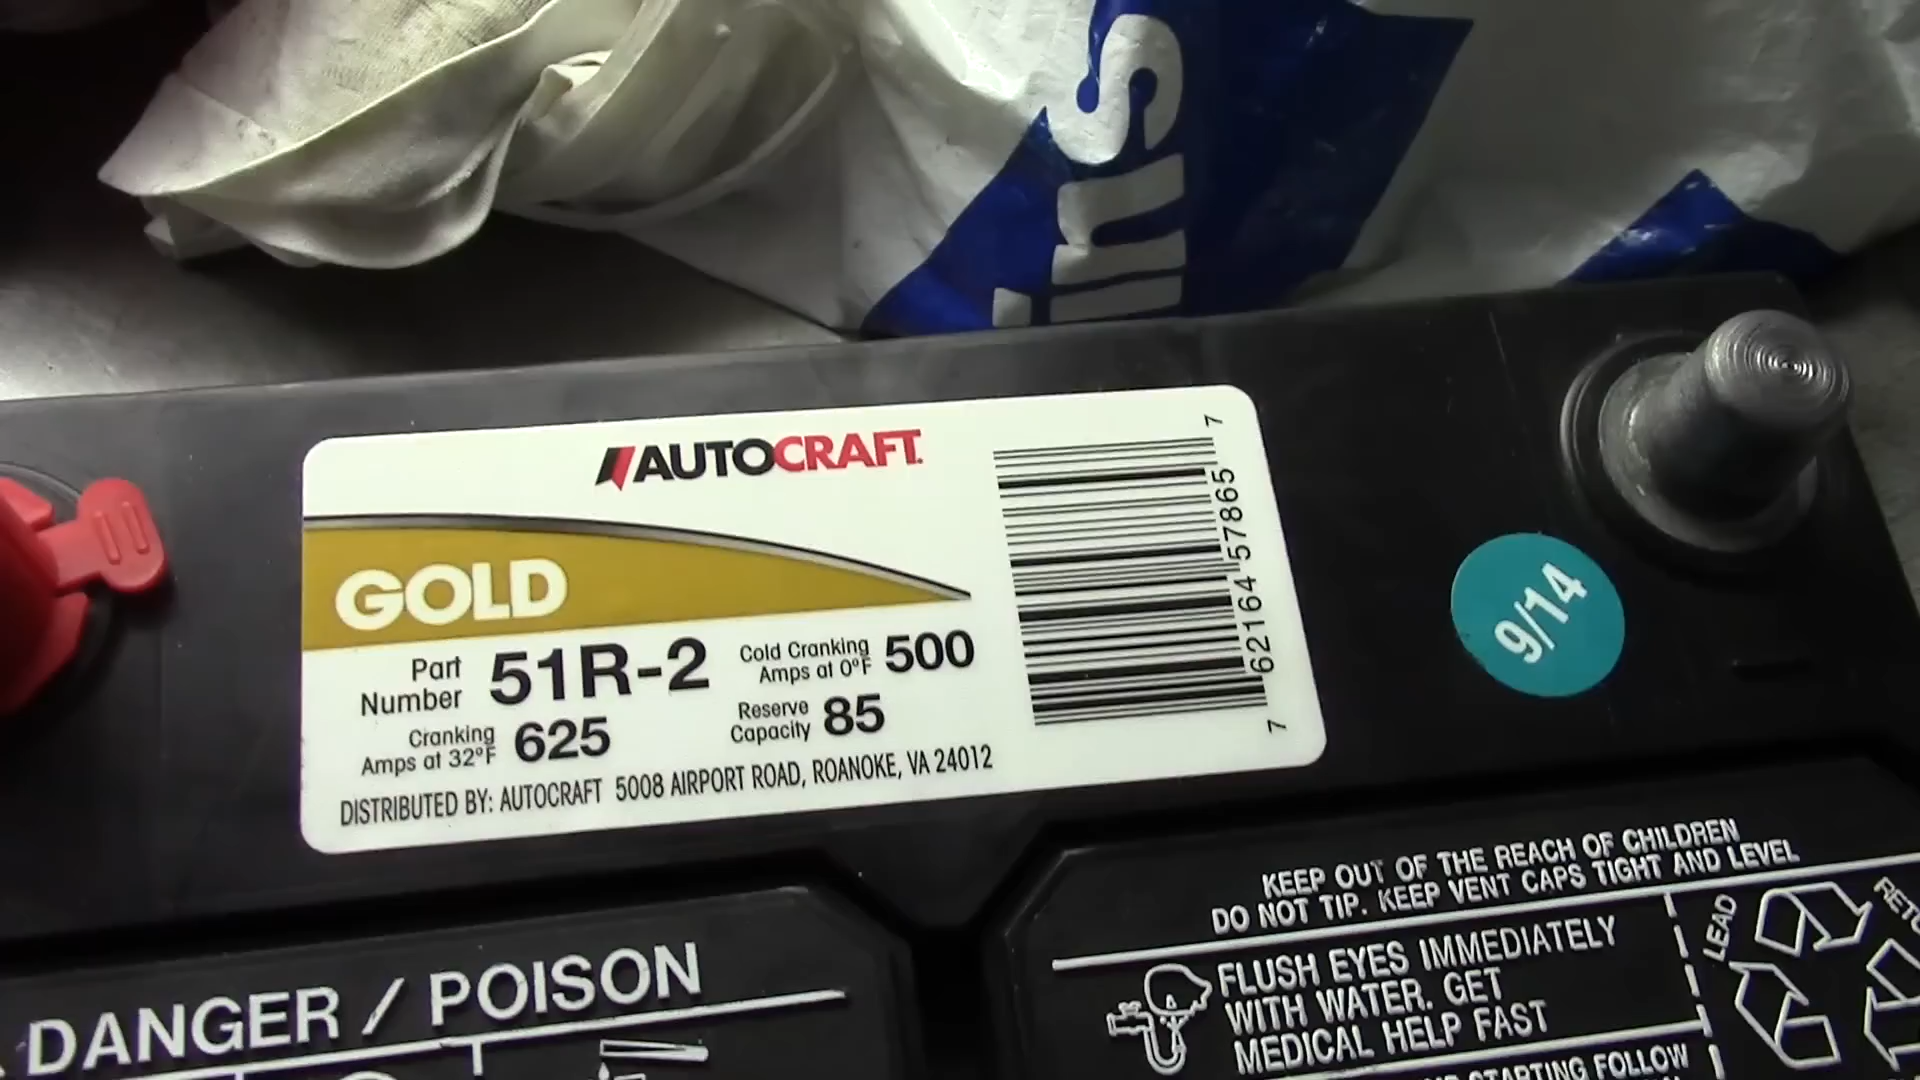 AUTOCRAFT
GOLD
Part Number 51R-2
Cold Cranking Amps at 0°F 500
Cranking Amps at 32°F 625
Reserve Capacity 85
DISTRIBUTED BY: AUTOCRAFT 5008 AIRPORT ROAD, ROANOKE, VA 24012
7 62164 57865 7
9/14
KEEP OUT OF THE REACH OF CHILDREN
DO NOT TIP. KEEP VENT CAPS TIGHT AND LEVEL
DANGER / POISON
FLUSH EYES IMMEDIATELY
WITH WATER. GET
MEDICAL HELP FAST
LEAD
STARTING FOLLOW